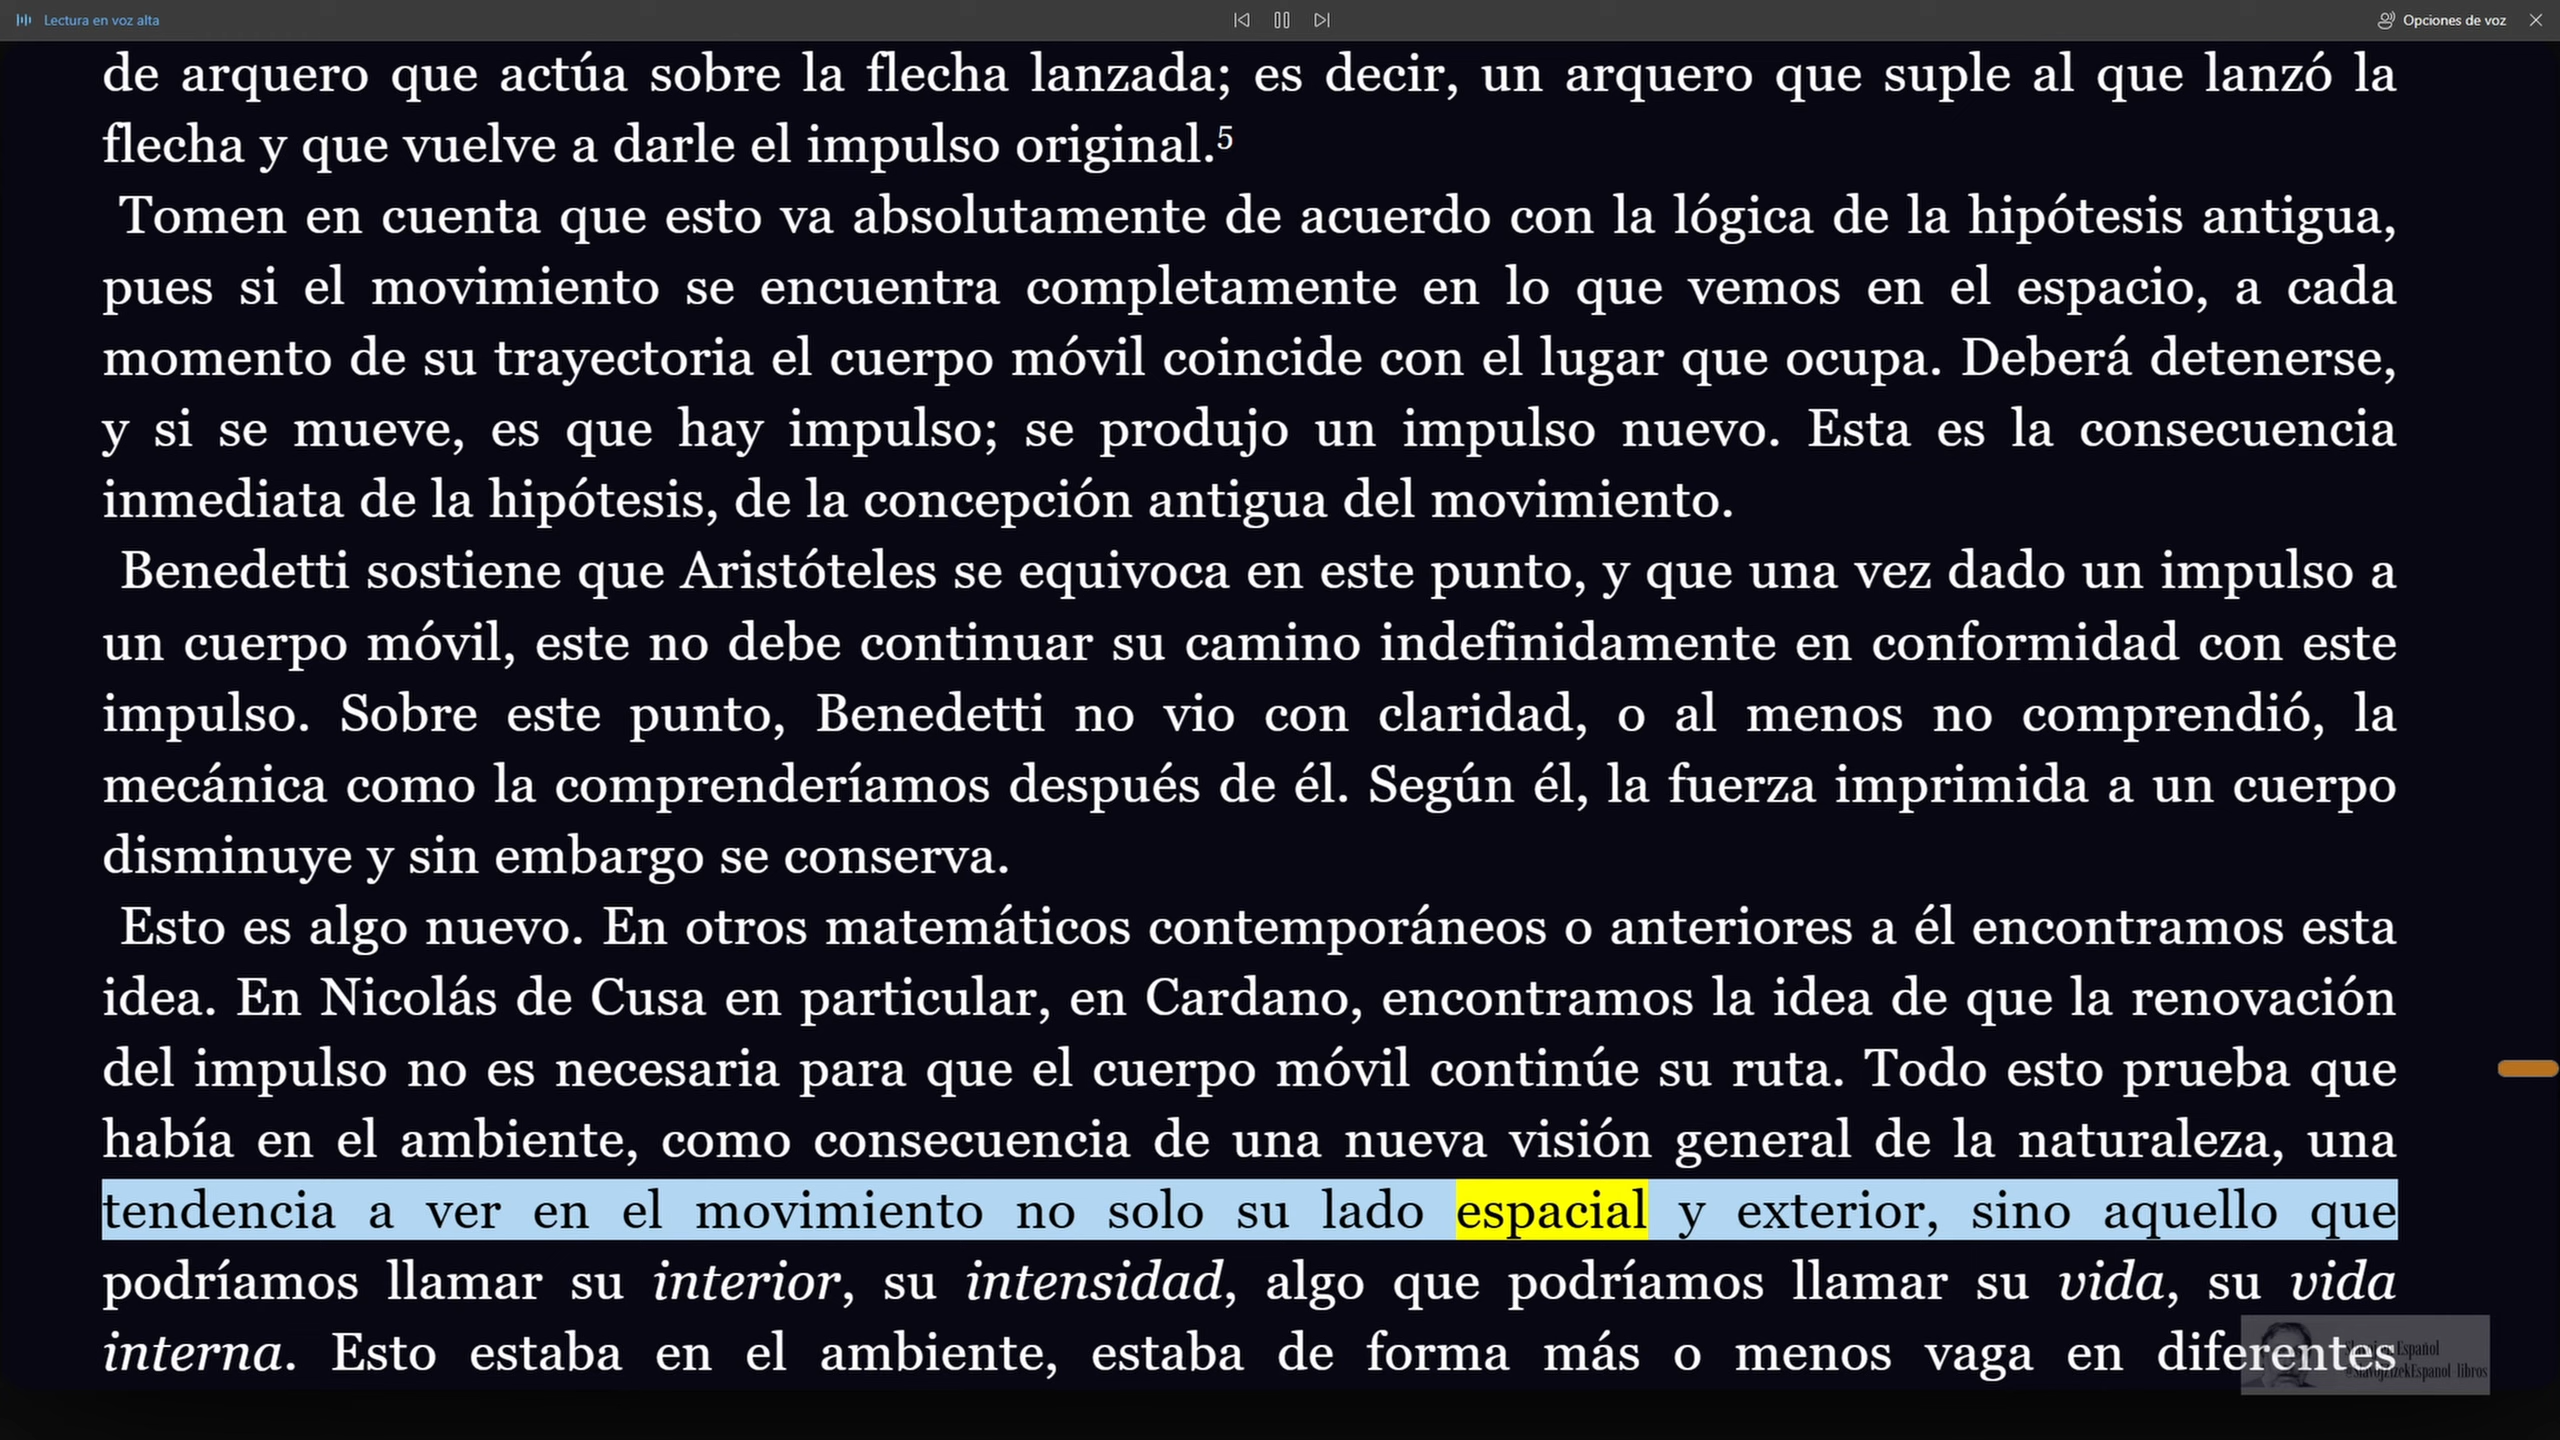 Lectura en voz alta
Opciones de voz
de arquero que actúa sobre la flecha lanzada; es decir, un arquero que suple al que lanzó la
flecha y que vuelve a darle el impulso original.⁵
Tomen en cuenta que esto va absolutamente de acuerdo con la lógica de la hipótesis antigua,
pues si el movimiento se encuentra completamente en lo que vemos en el espacio, a cada
momento de su trayectoria el cuerpo móvil coincide con el lugar que ocupa. Deberá detenerse,
y si se mueve, es que hay impulso; se produjo un impulso nuevo. Esta es la consecuencia
inmediata de la hipótesis, de la concepción antigua del movimiento.
Benedetti sostiene que Aristóteles se equivoca en este punto, y que una vez dado un impulso a
un cuerpo móvil, este no debe continuar su camino indefinidamente en conformidad con este
impulso. Sobre este punto, Benedetti no vio con claridad, o al menos no comprendió, la
mecánica como la comprenderíamos después de él. Según él, la fuerza imprimida a un cuerpo
disminuye y sin embargo se conserva.
Esto es algo nuevo. En otros matemáticos contemporáneos o anteriores a él encontramos esta
idea. En Nicolás de Cusa en particular, en Cardano, encontramos la idea de que la renovación
del impulso no es necesaria para que el cuerpo móvil continúe su ruta. Todo esto prueba que
había en el ambiente, como consecuencia de una nueva visión general de la naturaleza, una
tendencia a ver en el movimiento no solo su lado espacial y exterior, sino aquello que
podríamos llamar su interior, su intensidad, algo que podríamos llamar su vida, su vida
interna. Esto estaba en el ambiente, estaba de forma más o menos vaga en diferentes
Español